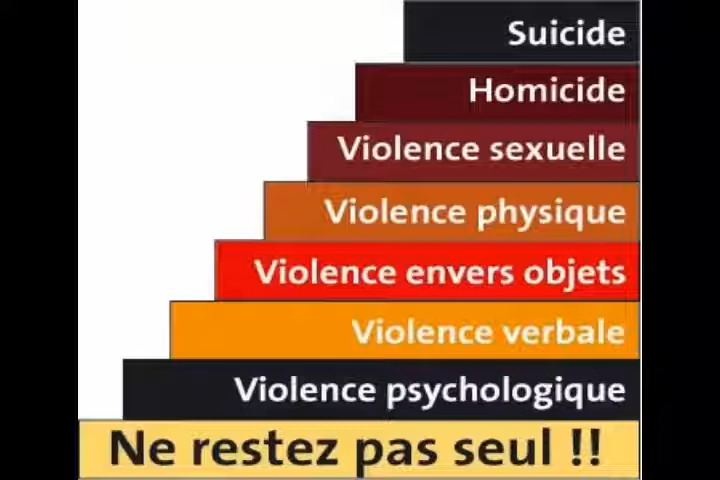 Suicide
Homicide
Violence sexuelle
Violence physique
Violence envers objets
Violence verbale
Violence psychologique
Ne restez pas seul !!